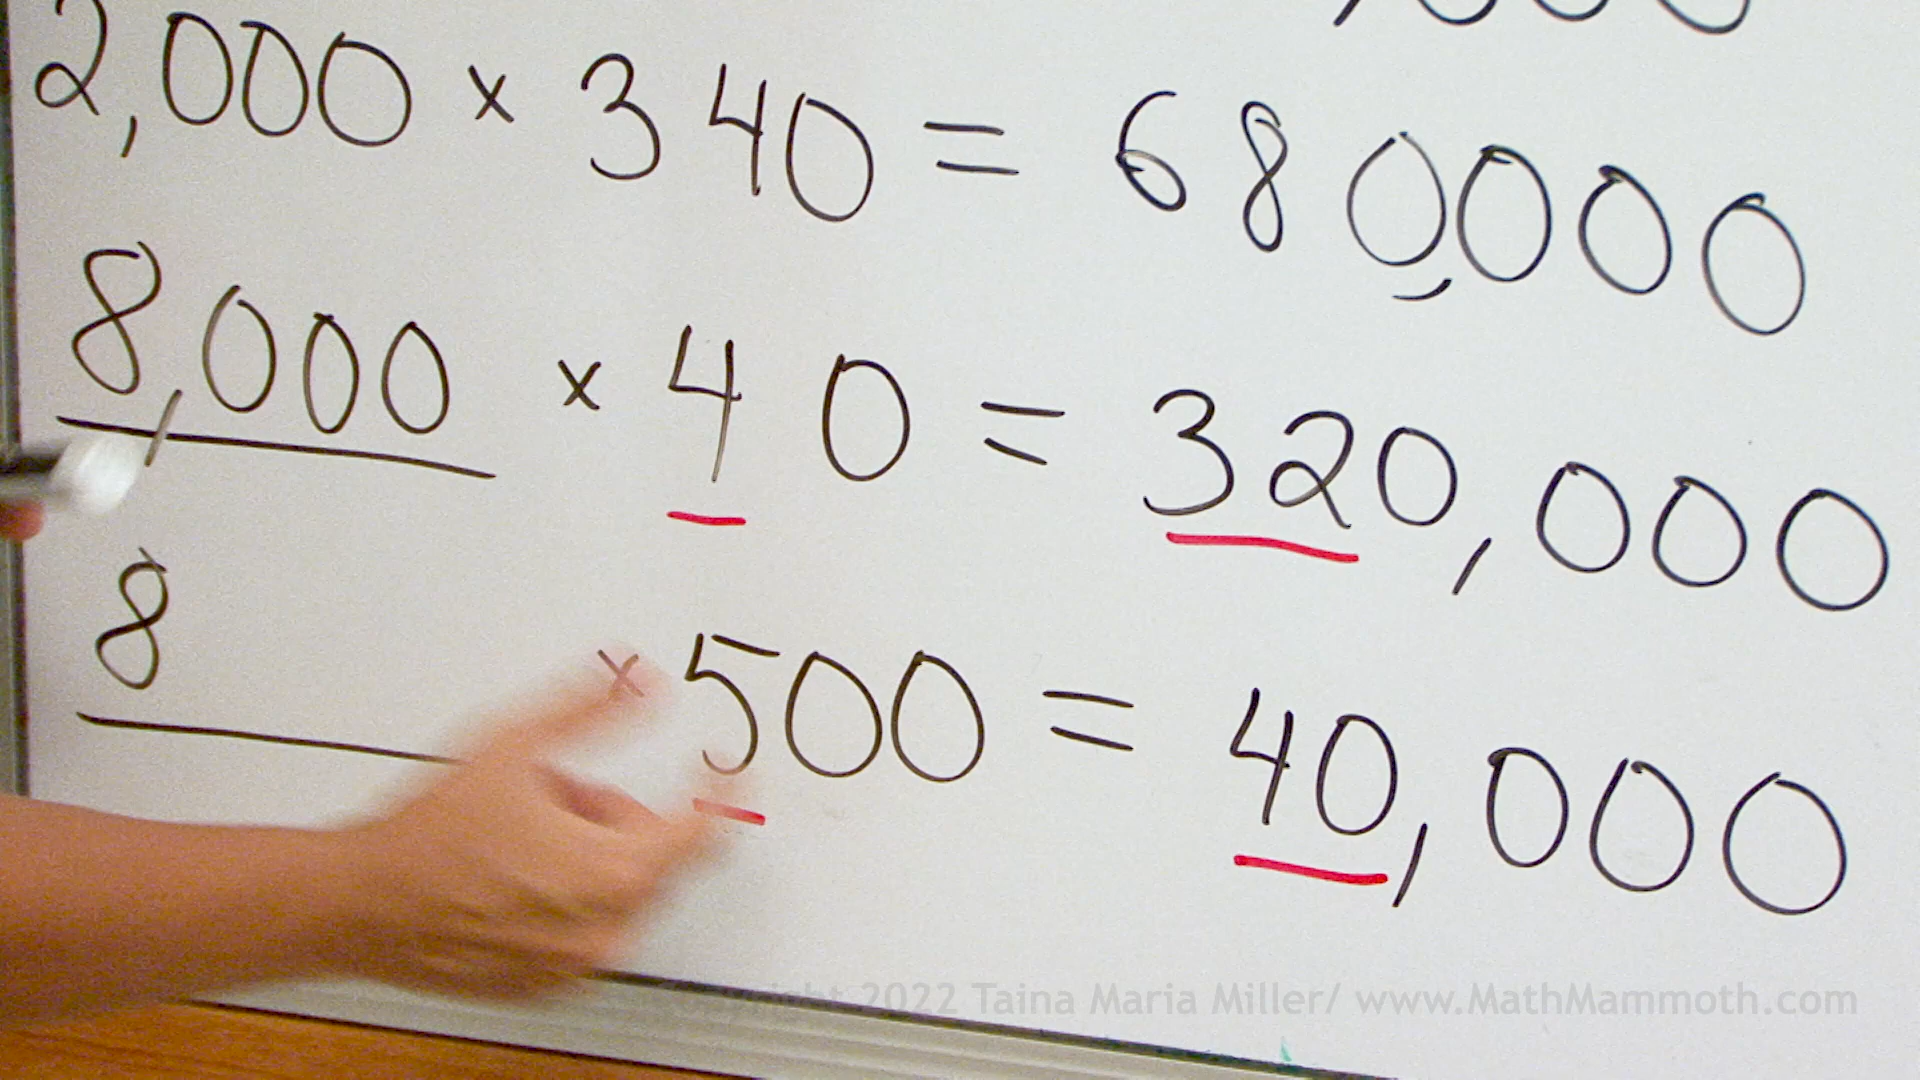 2,000 × 340 = 680,000
8,000 × 40 = 320,000
8 × 500 = 40,000
Copyright 2022 Taina Maria Miller/ www.MathMammoth.com